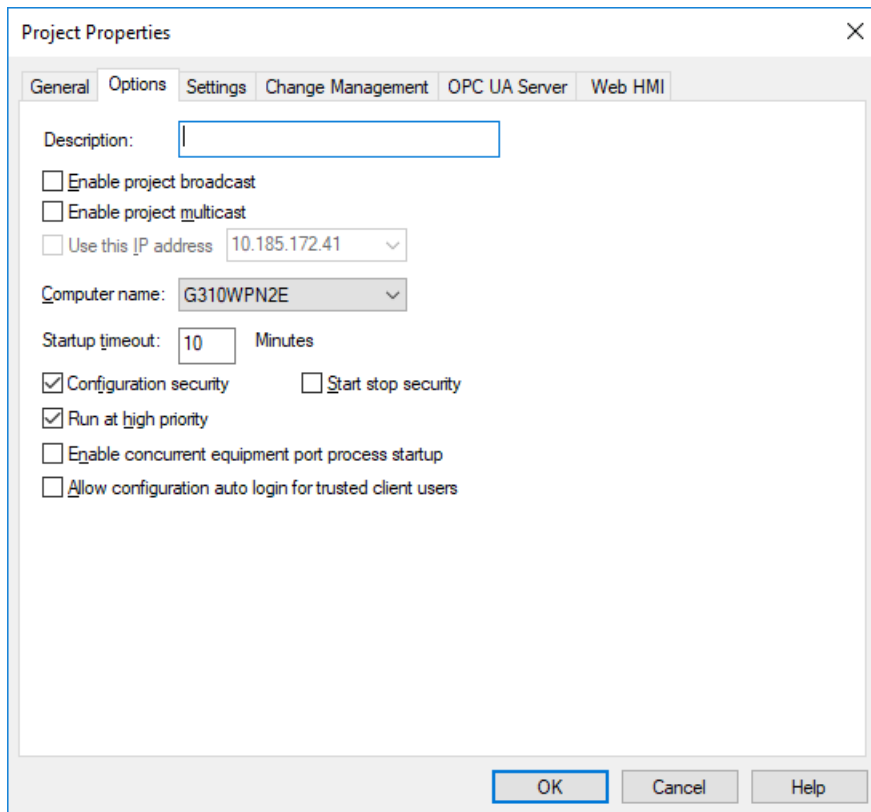 Project Properties
General Options Settings Change Management OPC UA Server Web HMI
Description:
Enable project broadcast
Enable project multicast
Use this IP address 10.185.172.41
Computer name: G310WPN2E
Startup timeout: 10 Minutes
Configuration security Start stop security
Run at high priority
Enable concurrent equipment port process startup
Allow configuration auto login for trusted client users
OK Cancel Help